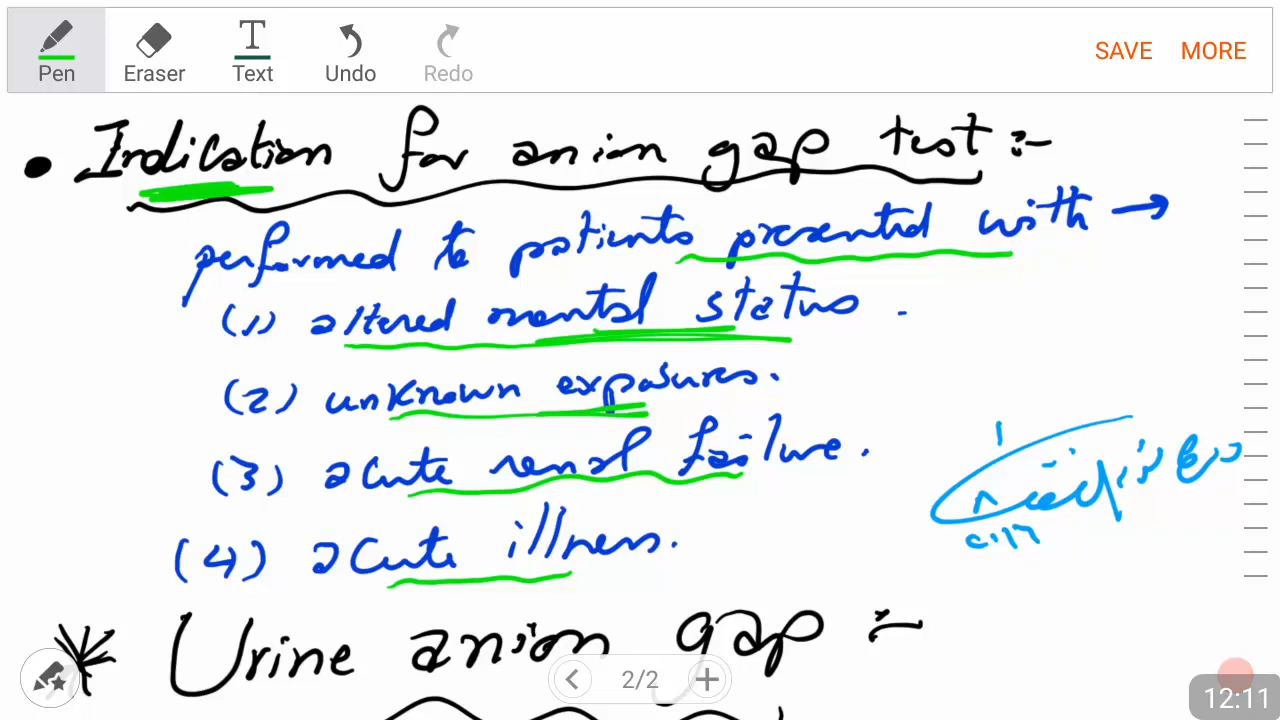 Pen Eraser Text Undo Redo SAVE MORE
• Indication for anion gap test :-
performed to patients presented with →
(1) altered mental status.
(2) unknown exposures.
(3) acute renal failure.
(4) acute illness.
* Urine anion gap :-
2/2
12:11